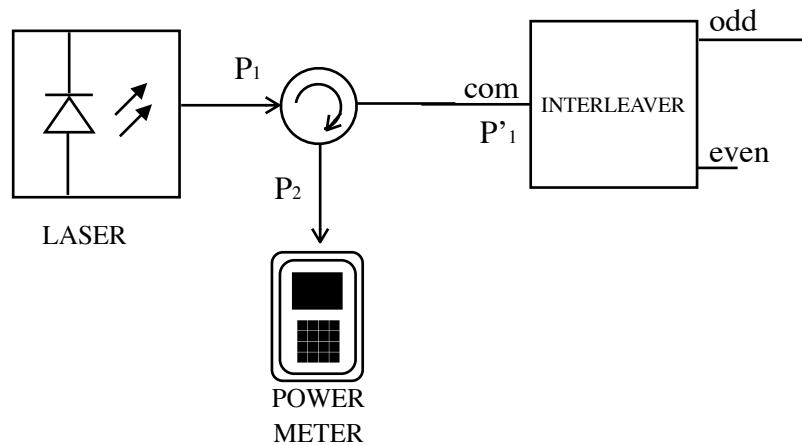 odd
P1
com
INTERLEAVER
P'1
even
P2
LASER
POWER
METER